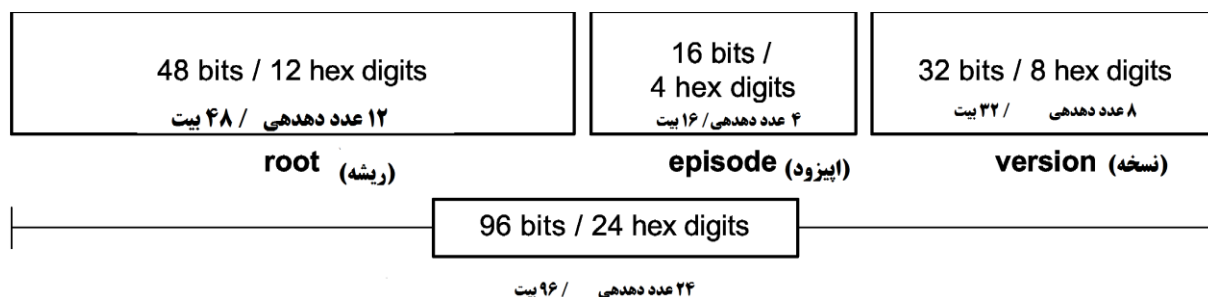 48 bits / 12 hex digits
۱۲ عدد دهدهی / ۴۸ بیت
root (ریشه)
16 bits /
4 hex digits
۴ عدد دهدهی/ ۱۶ بیت
episode (اپیزود)
32 bits / 8 hex digits
۸ عدد دهدهی / ۳۲ بیت
version (نسخه)
96 bits / 24 hex digits
۲۴ عدد دهدهی / ۹۶ بیت